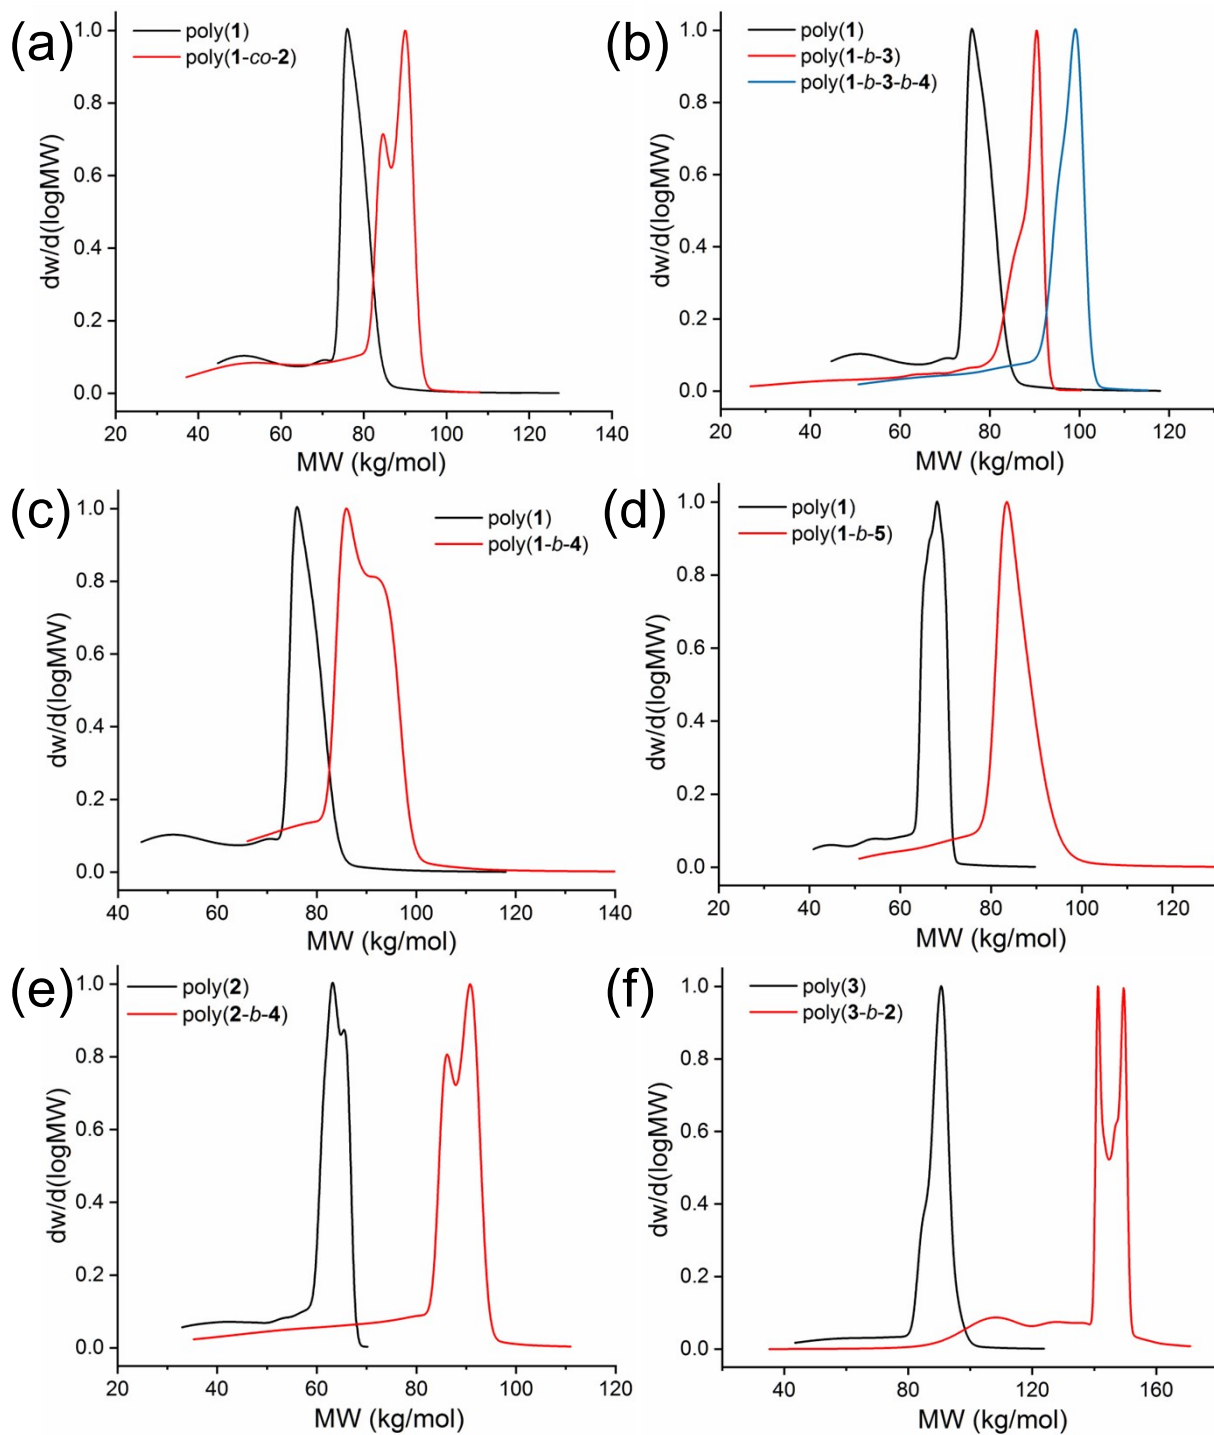 (a)
poly(1)
poly(1-co-2)
1.0
0.8
0.6
0.4
0.2
0.0
dw/d(logMW)
20 40 60 80 100 120 140
MW (kg/mol)
(b)
poly(1)
poly(1-b-3)
poly(1-b-3-b-4)
1.0
0.8
0.6
0.4
0.2
0.0
dw/d(logMW)
20 40 60 80 100 120
MW (kg/mol)
(c)
poly(1)
poly(1-b-4)
1.0
0.8
0.6
0.4
0.2
0.0
dw/d(logMW)
40 60 80 100 120 140
MW (kg/mol)
(d)
poly(1)
poly(1-b-5)
1.0
0.8
0.6
0.4
0.2
0.0
dw/d(logMW)
20 40 60 80 100 120
MW (kg/mol)
(e)
poly(2)
poly(2-b-4)
1.0
0.8
0.6
0.4
0.2
0.0
dw/d(logMW)
20 40 60 80 100 120
MW (kg/mol)
(f)
poly(3)
poly(3-b-2)
1.0
0.8
0.6
0.4
0.2
0.0
dw/d(logMW)
40 80 120 160
MW (kg/mol)